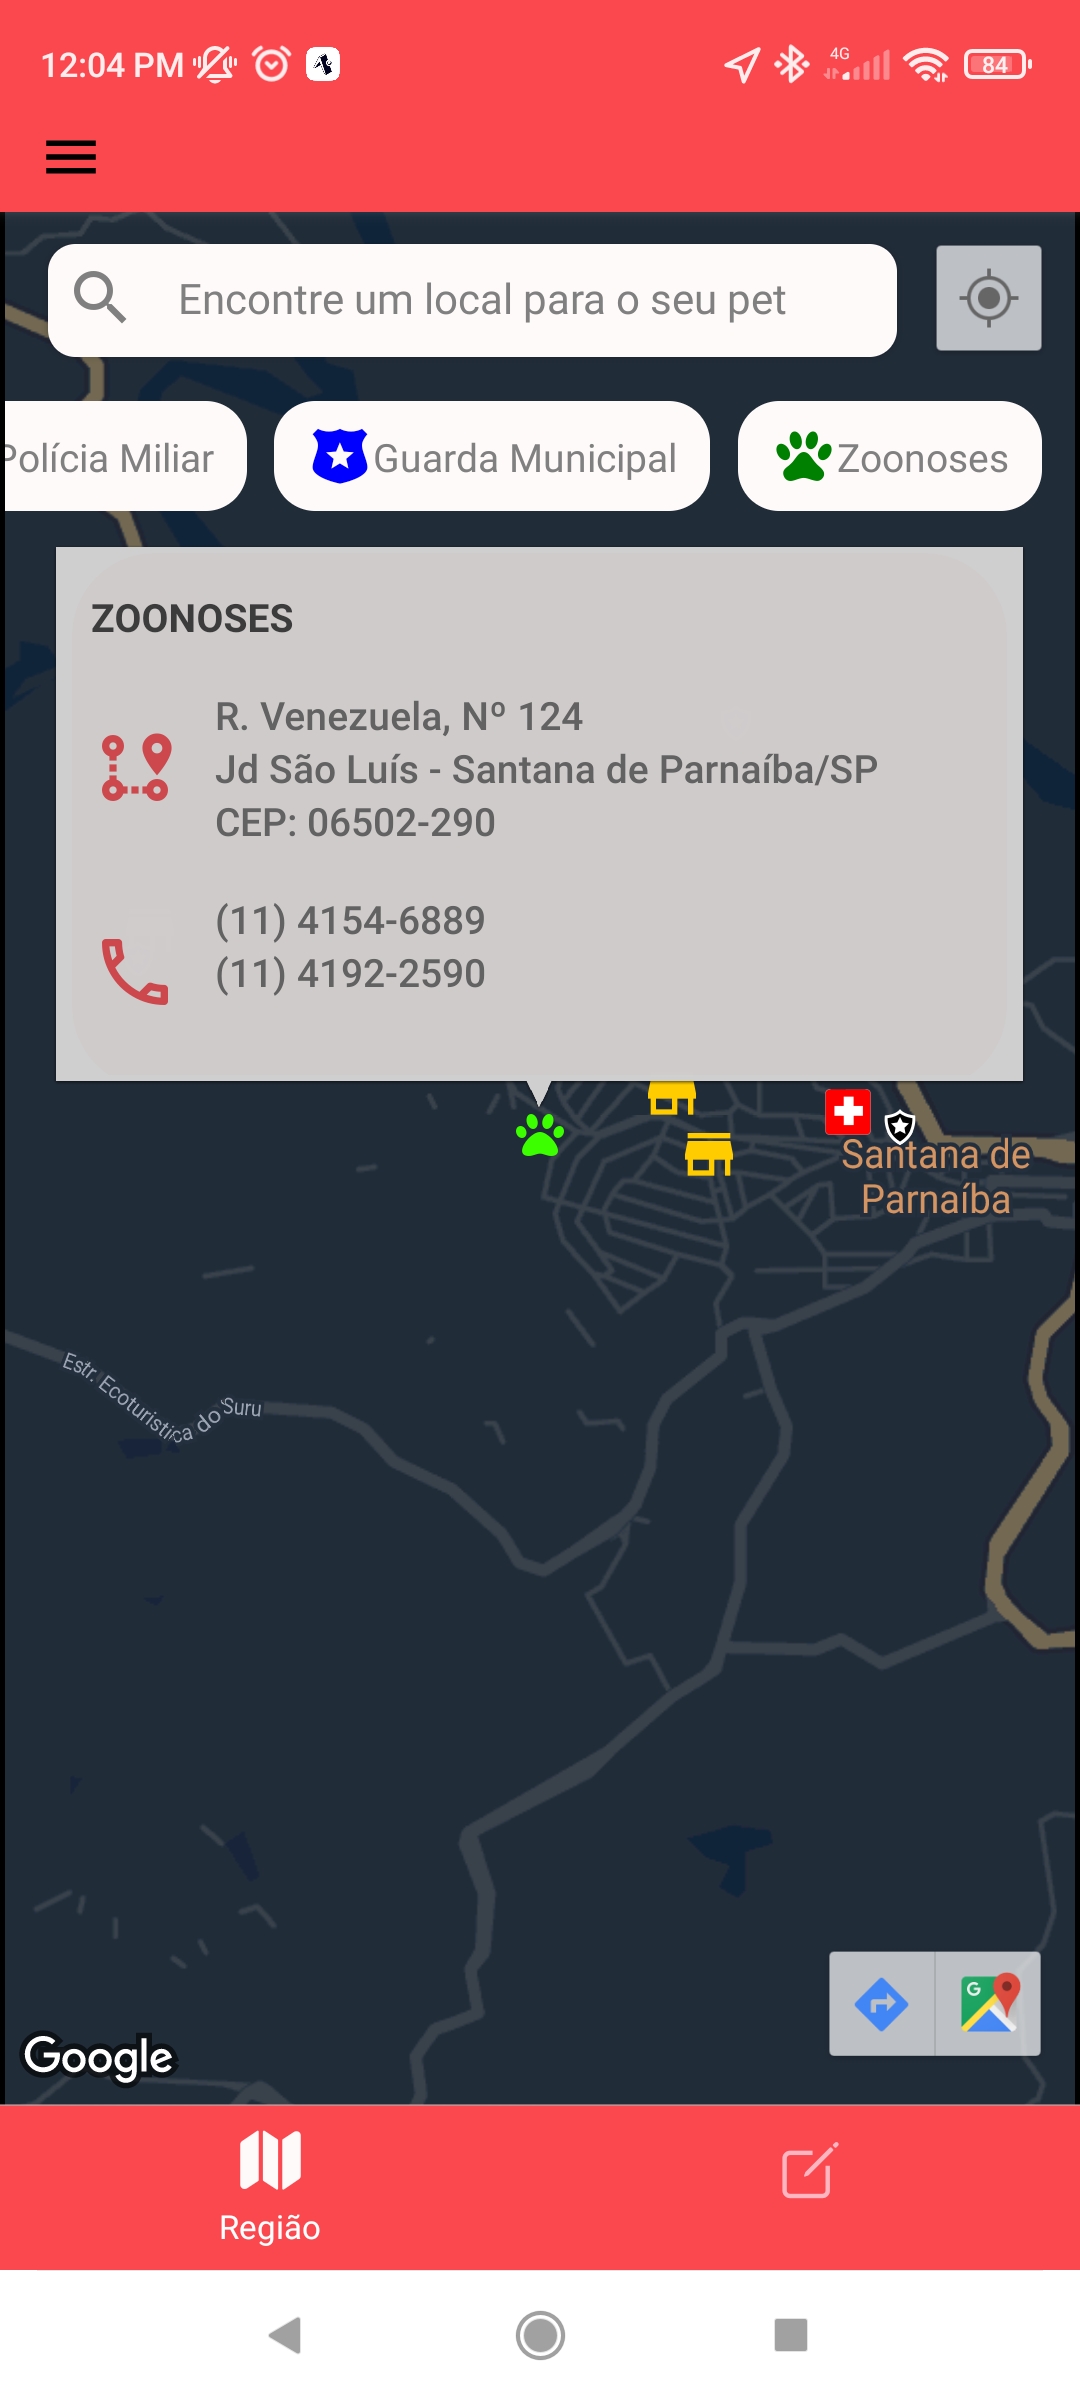 12:04 PM
4G
84
Encontre um local para o seu pet
Polícia Miliar
Guarda Municipal
Zoonoses
ZOONOSES
R. Venezuela, Nº 124
Jd São Luís - Santana de Parnaíba/SP
CEP: 06502-290
(11) 4154-6889
(11) 4192-2590
Santana de
Parnaíba
Estr. Ecoturística do Suru
G
Google
Região